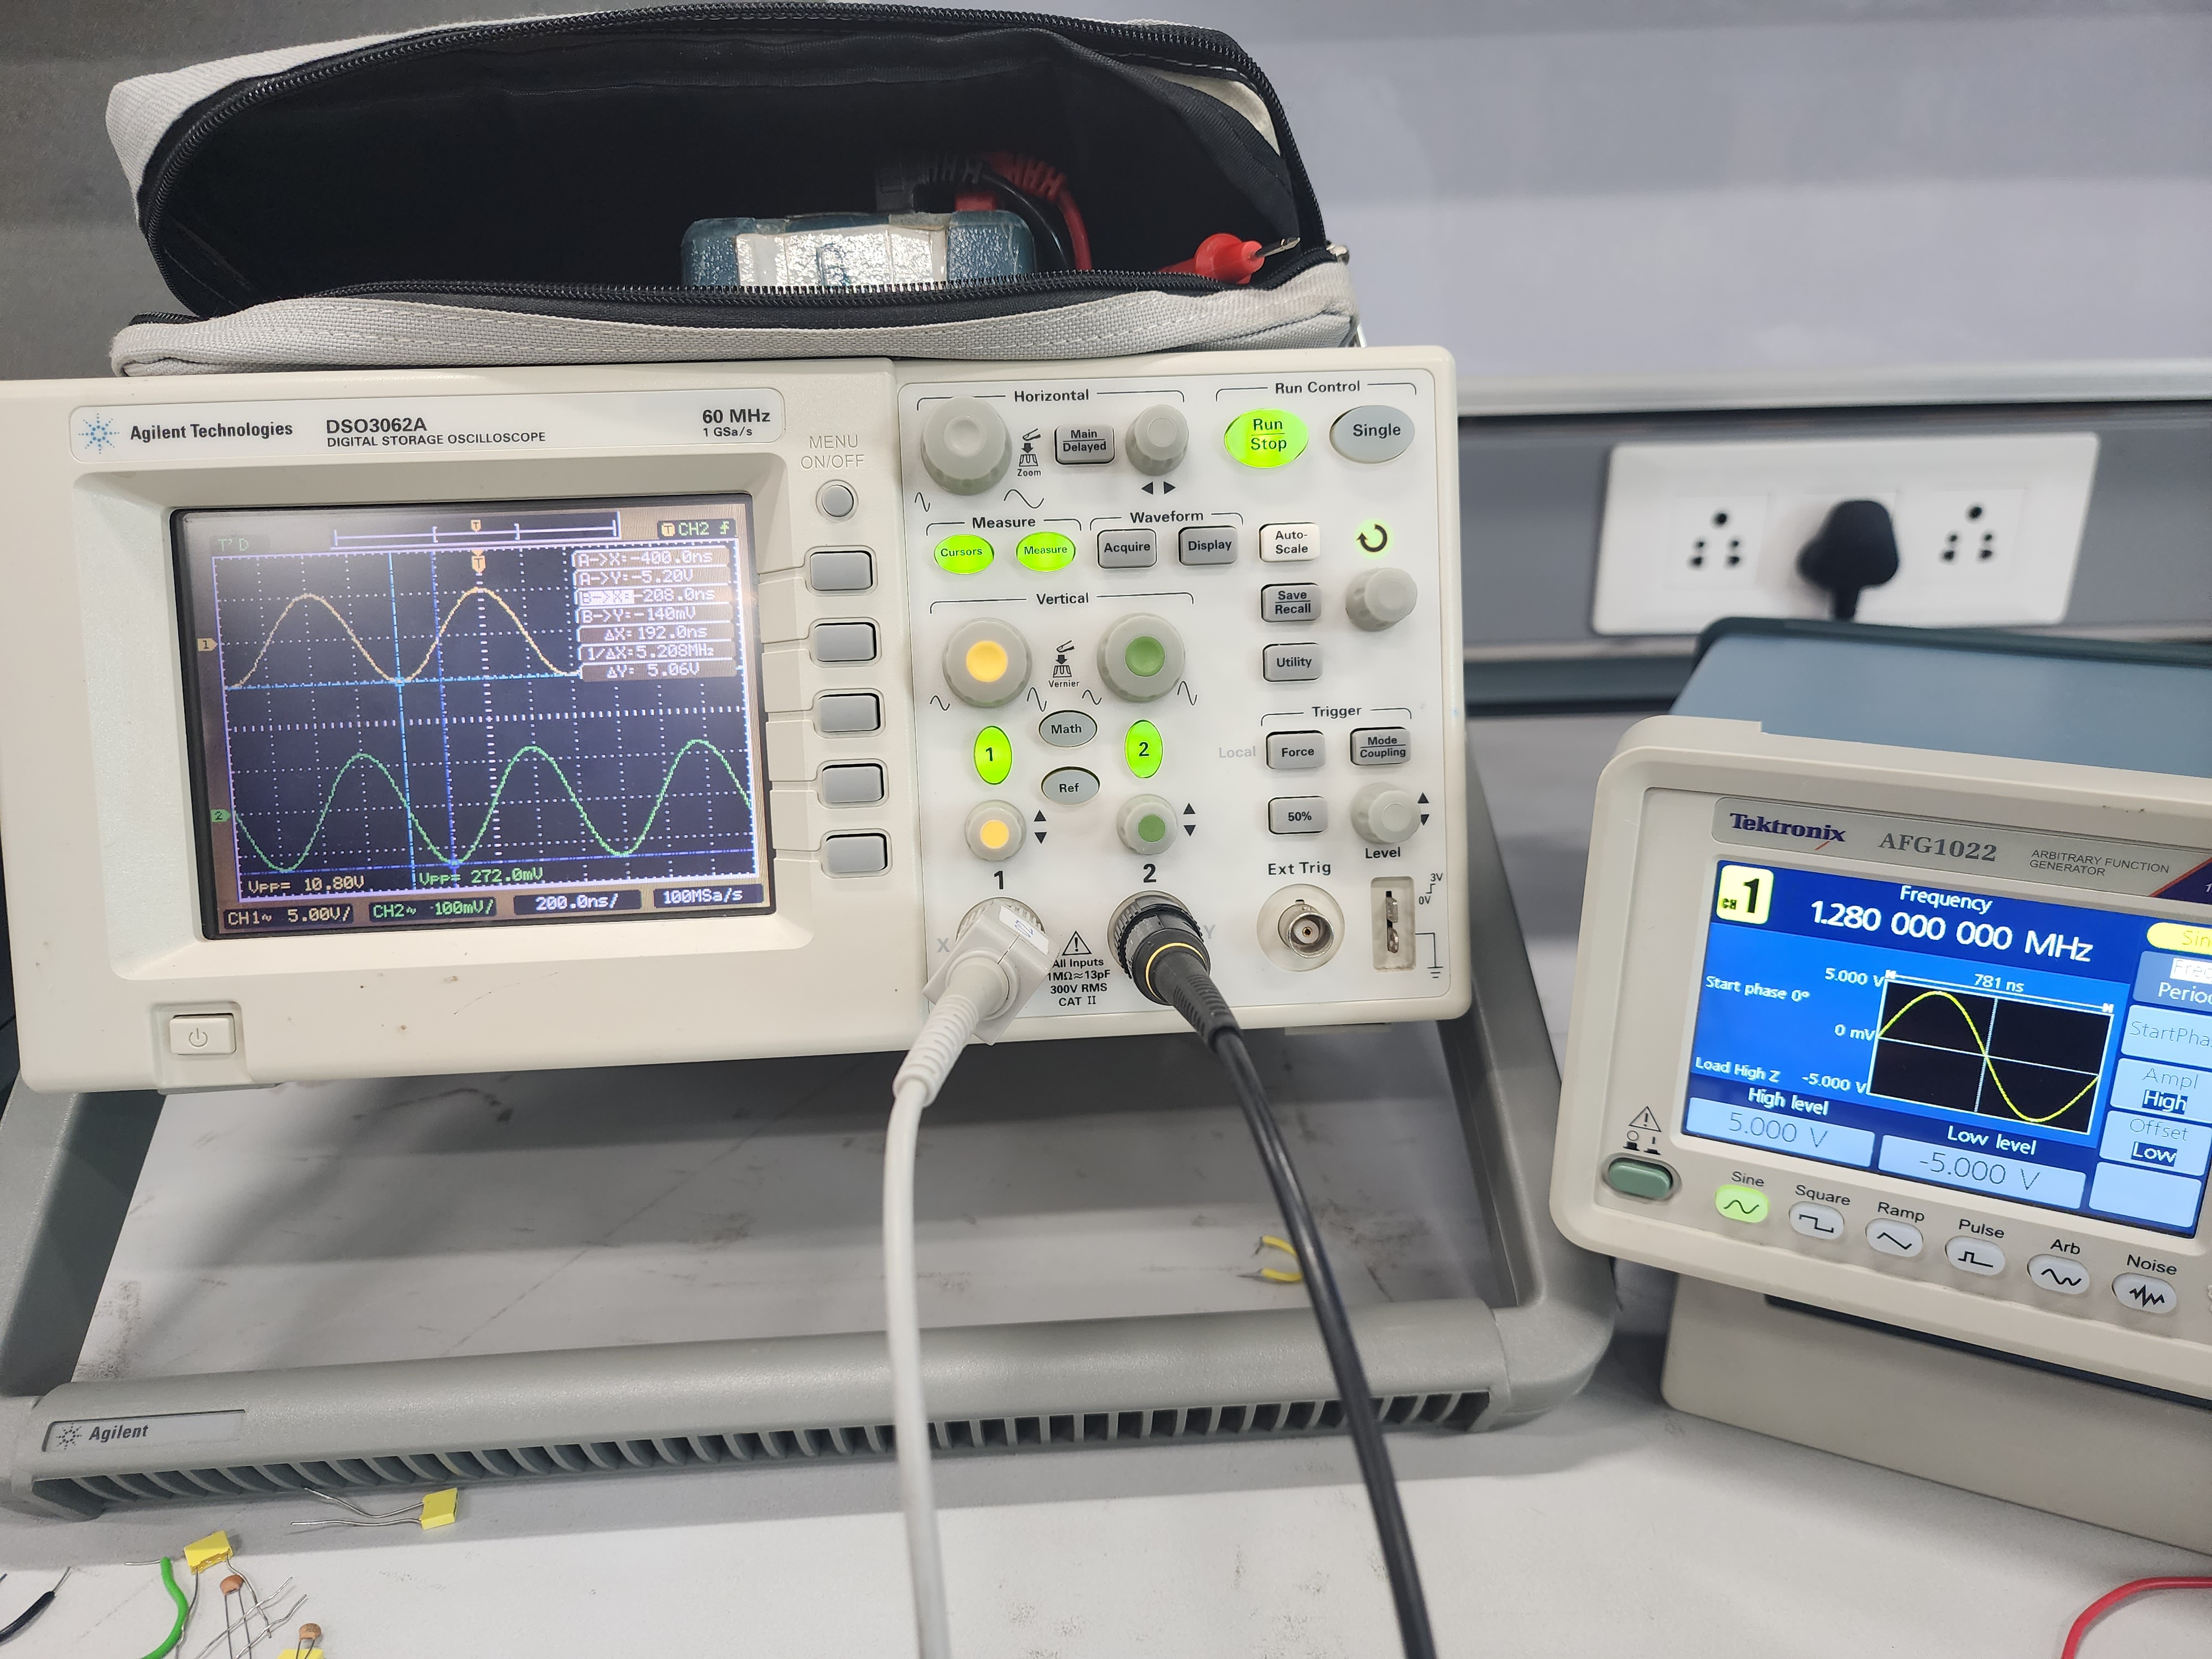 Agilent Technologies
DSO3062A
DIGITAL STORAGE OSCILLOSCOPE
60 MHz
1 GSa/s
MENU
ON/OFF
T'D
T
T CH2
T
A->X:-400.0ns
A->Y:-5.20V
B->X:-208.0ns
B->Y:-140mV
ΔX:192.0ns
1/ΔX:5.208MHz
ΔY: 5.06V
1
2
Vpp= 10.80V
Vpp= 272.0mV
CH1~ 5.00V/
CH2~ 100mV/
200.0ns/
100MSa/s
Horizontal
Main
Delayed
Zoom
Run Control
Run
Stop
Single
Measure
Cursors
Measure
Waveform
Acquire
Display
Auto-
Scale
Save
Recall
Utility
Vertical
Vernier
Math
1
2
Ref
Trigger
Local
Force
Mode
Coupling
50%
Level
1
2
Ext Trig
3V
0V
X
Y
All Inputs
1MΩ≈13pF
300V RMS
CAT II
Agilent
Tektronix
AFG1022
ARBITRARY FUNCTION
GENERATOR
CH 1
Frequency
1.280 000 000 MHz
Start phase 0°
5.000 V
781 ns
0 mV
Load High Z
-5.000 V
High level
5.000 V
Low level
-5.000 V
Ampl
High
Offset
Low
Sine
Square
Ramp
Pulse
Arb
Noise